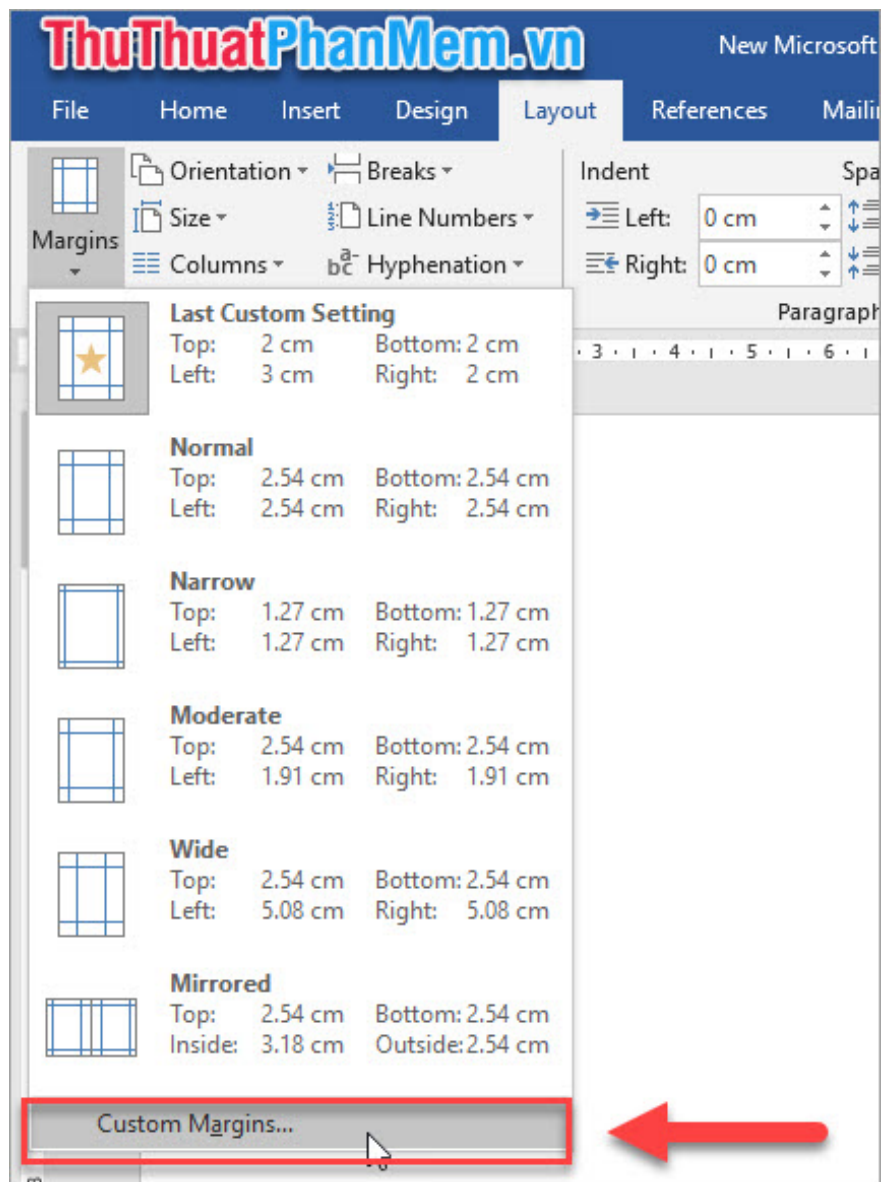 ThuThuatPhanMem.vn
New Microsoft
File Home Insert Design Layout References
Margins
Orientation
Size
Columns
Breaks
Line Numbers
Hyphenation
Indent
Left: 0 cm
Right: 0 cm
Last Custom Setting
Top: 2 cm Bottom: 2 cm
Left: 3 cm Right: 2 cm
Normal
Top: 2.54 cm Bottom: 2.54 cm
Left: 2.54 cm Right: 2.54 cm
Narrow
Top: 1.27 cm Bottom: 1.27 cm
Left: 1.27 cm Right: 1.27 cm
Moderate
Top: 2.54 cm Bottom: 2.54 cm
Left: 1.91 cm Right: 1.91 cm
Wide
Top: 2.54 cm Bottom: 2.54 cm
Left: 5.08 cm Right: 5.08 cm
Mirrored
Top: 2.54 cm Bottom: 2.54 cm
Inside: 3.18 cm Outside: 2.54 cm
Custom Margins...
Paragraph
3 4 5 6